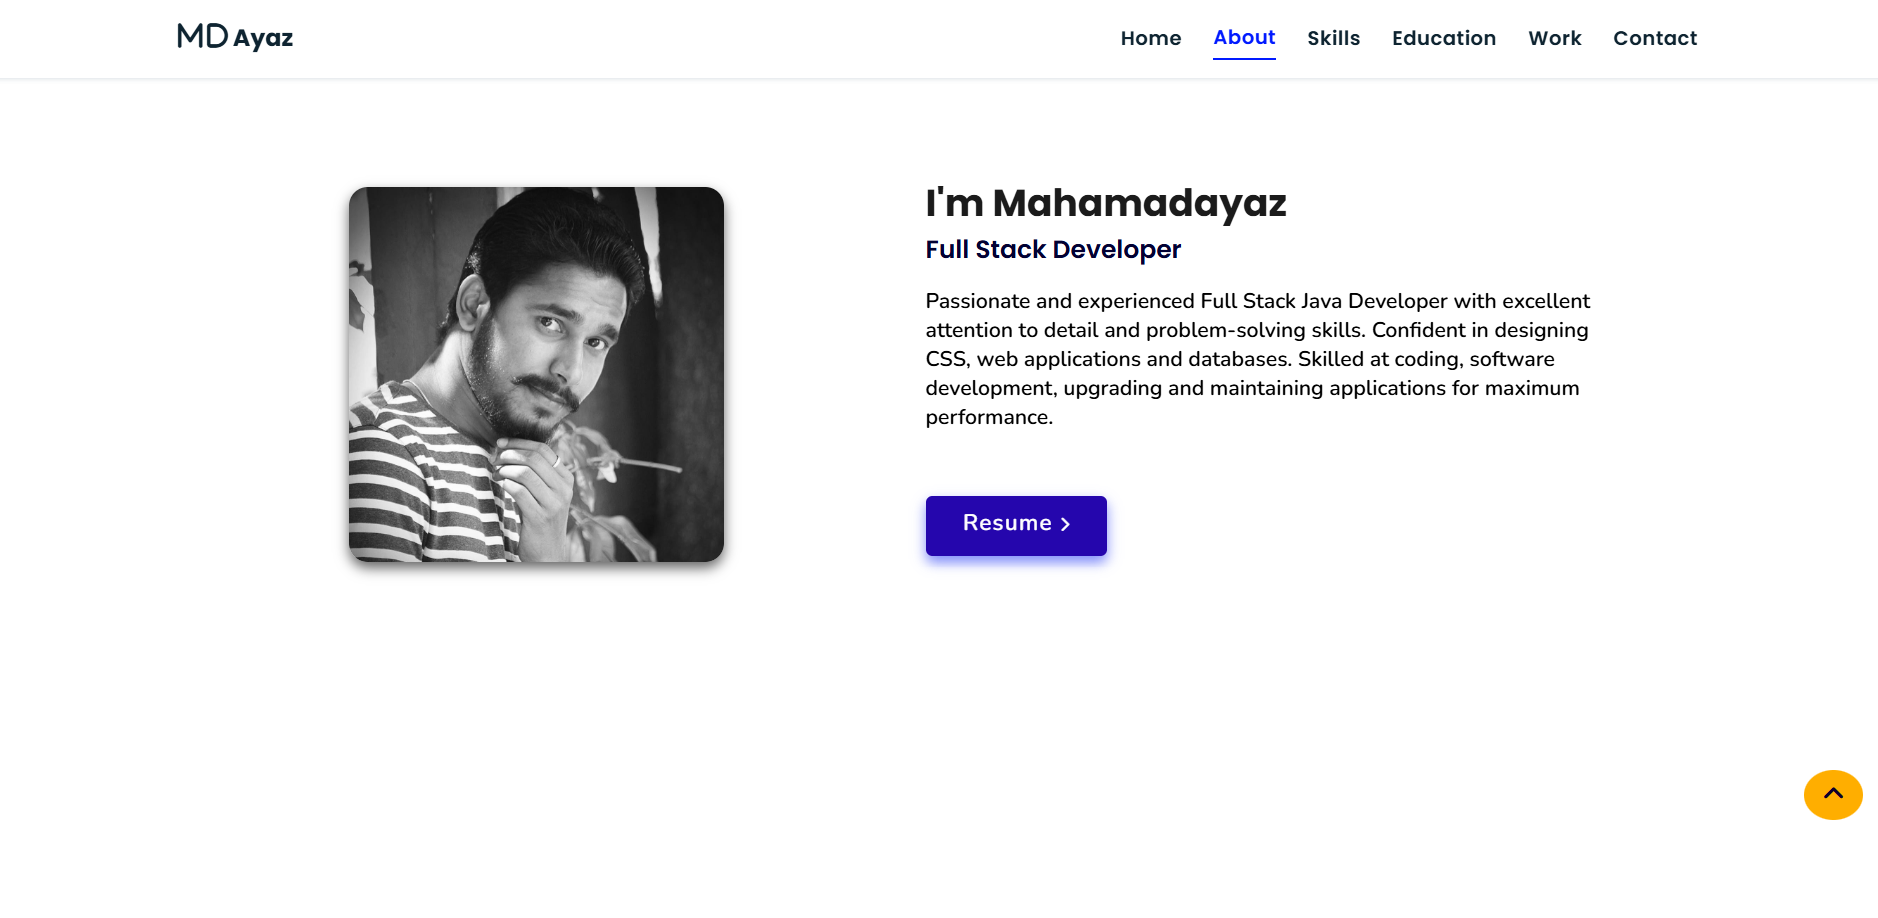 MD Ayaz
Home About Skills Education Work Contact
I'm Mahamadayaz
Full Stack Developer
Passionate and experienced Full Stack Java Developer with excellent
attention to detail and problem-solving skills. Confident in designing
CSS, web applications and databases. Skilled at coding, software
development, upgrading and maintaining applications for maximum
performance.
Resume